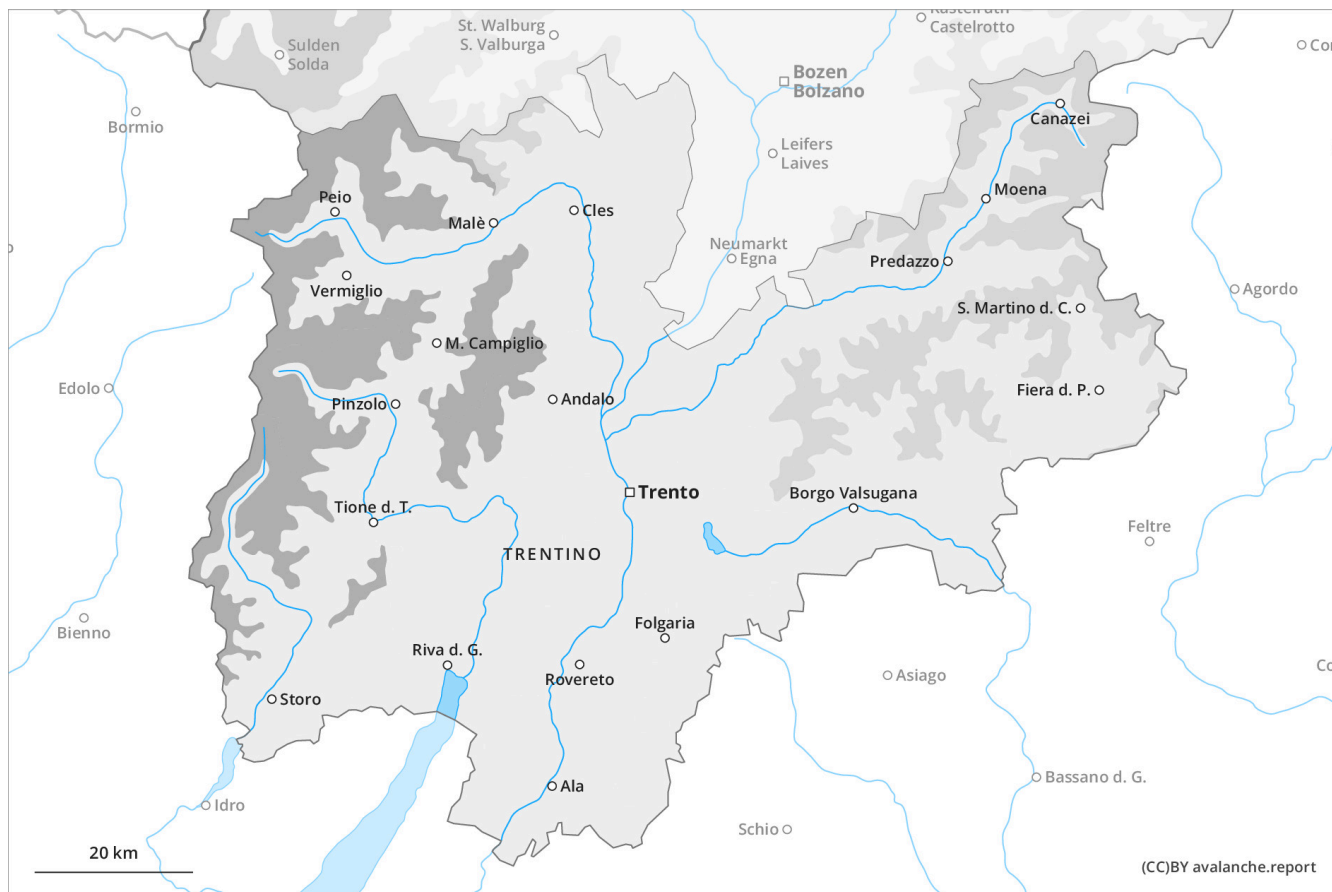 St. Walburg
S. Valburga
Kastelruth
Castelrotto
Sulden
Solda
Bozen
Bolzano
Bormio
Canazei
Leifers
Laives
Peio
Moena
Malè
Cles
Neumarkt
Egna
Predazzo
Vermiglio
Agordo
S. Martino d. C.
M. Campiglio
Edolo
Fiera d. P.
Pinzolo
Andalo
Trento
Borgo Valsugana
Tione d. T.
Feltre
TRENTINO
Bienno
Folgaria
Riva d. G.
Rovereto
Asiago
Storo
Bassano d. G.
Ala
Idro
Schio
20 km
(CC)BY avalanche.report